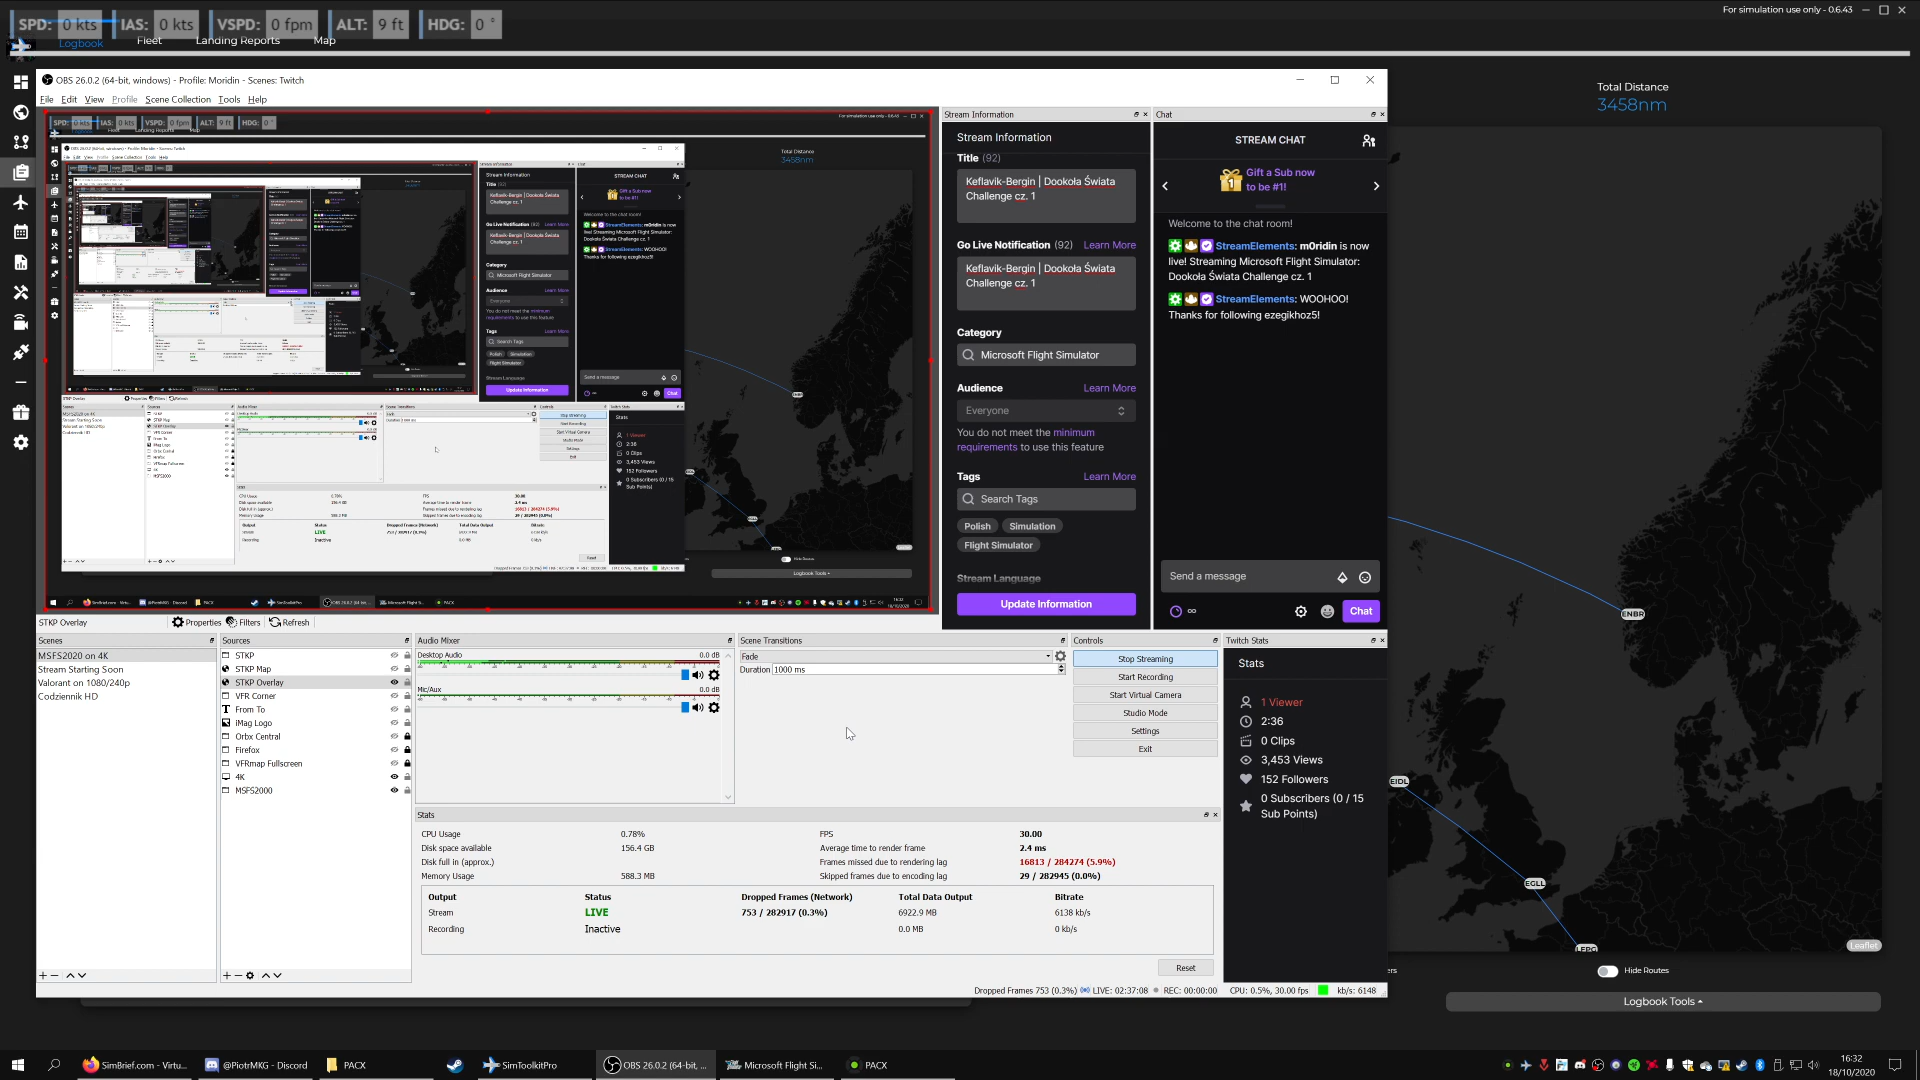 SPD: 0 kts IAS: 0 kts VSPD: 0 fpm ALT: 9 ft HDG: 0 °
For simulation use only - 0.6.43
Logbook Fleet Landing Reports Map
Total Distance
3458nm
OBS 26.0.2 (64-bit, windows) - Profile: Moridin - Scenes: Twitch
File Edit View Profile Scene Collection Tools Help
Stream Information
Stream Information
Title (92)
Keflavik-Bergin | Dookoła Świata
Challenge cz. 1
Go Live Notification (92) Learn More
Keflavik-Bergin | Dookoła Świata
Challenge cz. 1
Category
Microsoft Flight Simulator
Audience Learn More
Everyone
You do not meet the minimum
requirements to use this feature
Tags Learn More
Search Tags
Polish Simulation
Flight Simulator
Stream Language
Update Information
Chat
STREAM CHAT
Gift a Sub now
to be #1!
Welcome to the chat room!
StreamElements: m0ridin is now
live! Streaming Microsoft Flight Simulator:
Dookoła Świata Challenge cz. 1
StreamElements: WOOHOO!
Thanks for following ezegikhoz5!
Send a message
Chat
STKP Overlay Properties Filters Refresh
Scenes
MSFS2020 on 4K
Stream Starting Soon
Valorant on 1080/240p
Codziennik HD
Sources
STKP
STKP Map
STKP Overlay
VFR Corner
From To
iMag Logo
Orbx Central
Firefox
VFRmap Fullscreen
4K
MSFS2000
Audio Mixer
Desktop Audio 0.0 dB
Mic/Aux 0.0 dB
Scene Transitions
Fade
Duration 1000 ms
Controls
Stop Streaming
Start Recording
Start Virtual Camera
Studio Mode
Settings
Exit
Twitch Stats
Stats
1 Viewer
2:36
0 Clips
3,453 Views
152 Followers
0 Subscribers (0 / 15
Sub Points)
Stats
CPU Usage 0.78% FPS 30.00
Disk space available 156.4 GB Average time to render frame 2.4 ms
Disk full in (approx.) Frames missed due to rendering lag 16813 / 284274 (5.9%)
Memory Usage 588.3 MB Skipped frames due to encoding lag 29 / 282945 (0.0%)
Output Status Dropped Frames (Network) Total Data Output Bitrate
Stream LIVE 753 / 282917 (0.3%) 6922.9 MB 6138 kb/s
Recording Inactive 0.0 MB 0 kb/s
Reset
Dropped Frames 753 (0.3%) LIVE: 02:37:08 REC: 00:00:00 CPU: 0.5%, 30.00 fps kb/s: 6148
ENBR
EIDL
EGLL
LFPG
Leaflet
ers
Hide Routes
Logbook Tools
SimBrief.com - Virtu... @PiotrMKG - Discord PACX SimToolkitPro OBS 26.0.2 (64-bit, ... Microsoft Flight Si... PACX
16:32
18/10/2020